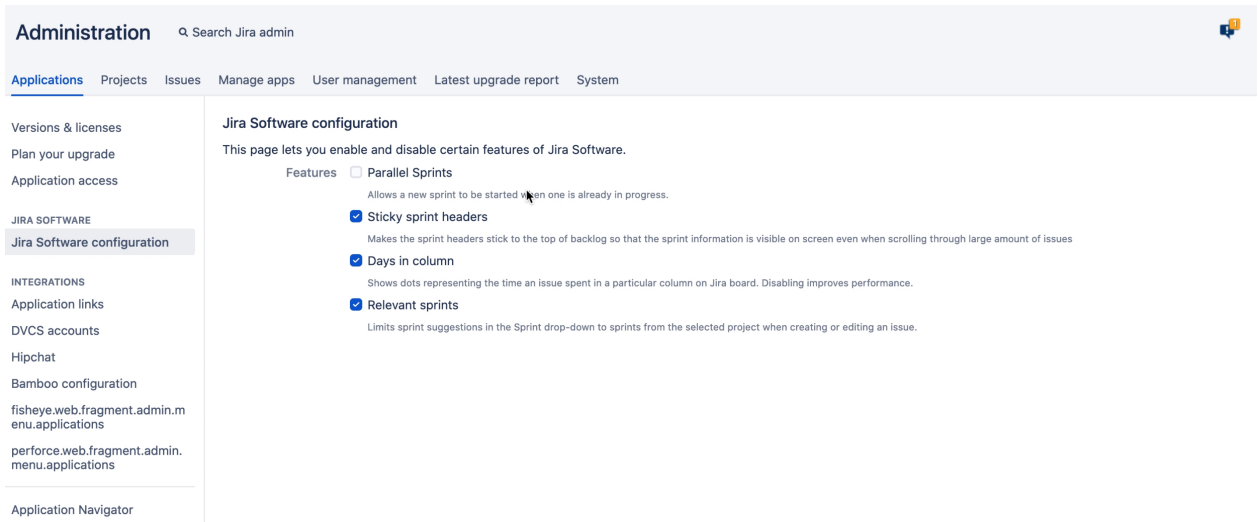 Administration
Search Jira admin
1
Applications Projects Issues Manage apps User management Latest upgrade report System
Versions & licenses
Plan your upgrade
Application access
JIRA SOFTWARE
Jira Software configuration
INTEGRATIONS
Application links
DVCS accounts
Hipchat
Bamboo configuration
fisheye.web.fragment.admin.m
enu.applications
perforce.web.fragment.admin.
menu.applications
Application Navigator
Jira Software configuration
This page lets you enable and disable certain features of Jira Software.
Features Parallel Sprints
Allows a new sprint to be started when one is already in progress.
Sticky sprint headers
Makes the sprint headers stick to the top of backlog so that the sprint information is visible on screen even when scrolling through large amount of issues
Days in column
Shows dots representing the time an issue spent in a particular column on Jira board. Disabling improves performance.
Relevant sprints
Limits sprint suggestions in the Sprint drop-down to sprints from the selected project when creating or editing an issue.